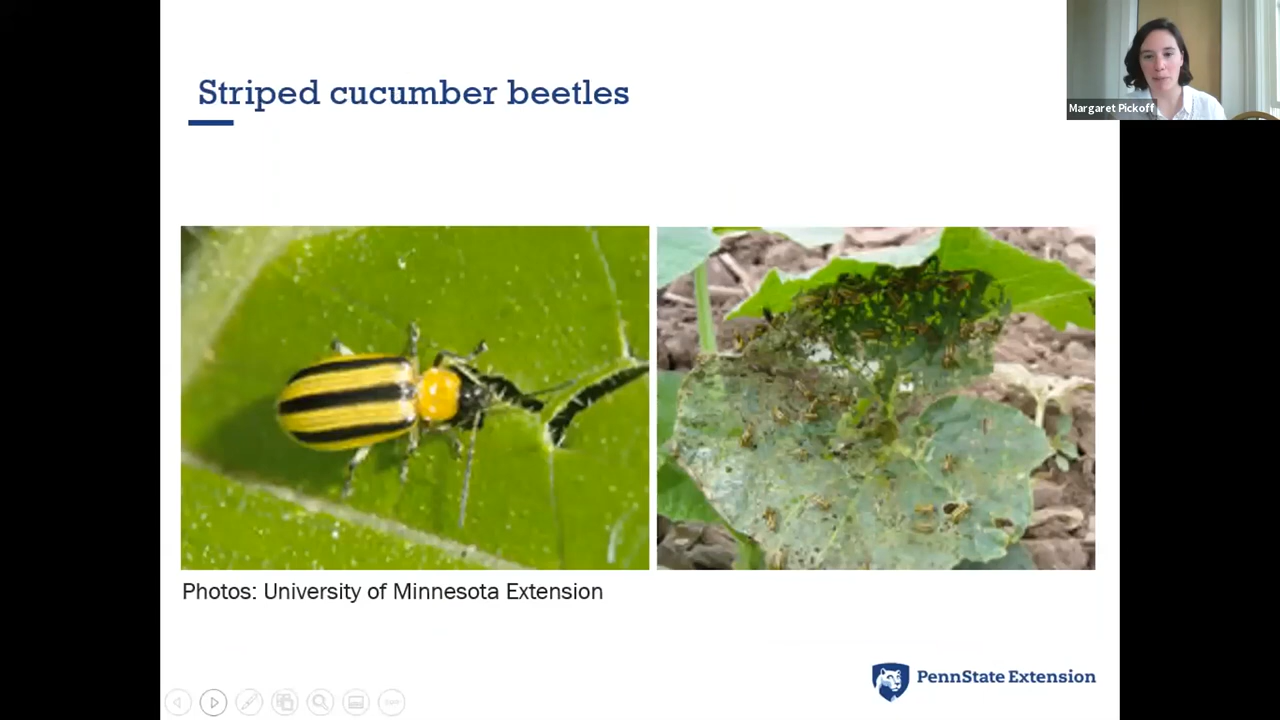 Striped cucumber beetles
Margaret Pickoff
Photos: University of Minnesota Extension
PennState Extension